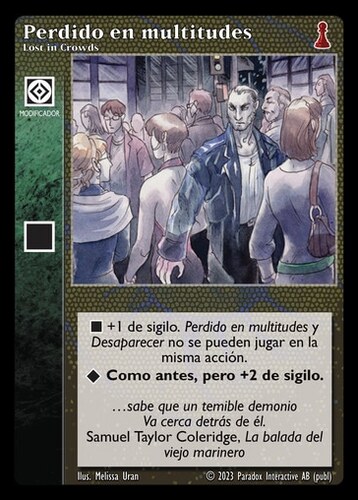 Perdido en multitudes
Lost in Crowds
MODIFICADOR
+1 de sigilo. Perdido en multitudes y
Desaparecer no se pueden jugar en la
misma acción.
Como antes, pero +2 de sigilo.
…sabe que un temible demonio
Va cerca detrás de él.
Samuel Taylor Coleridge, La balada del
viejo marinero
Ilus. Melissa Uran
© 2023 Paradox Interactive AB (publ)